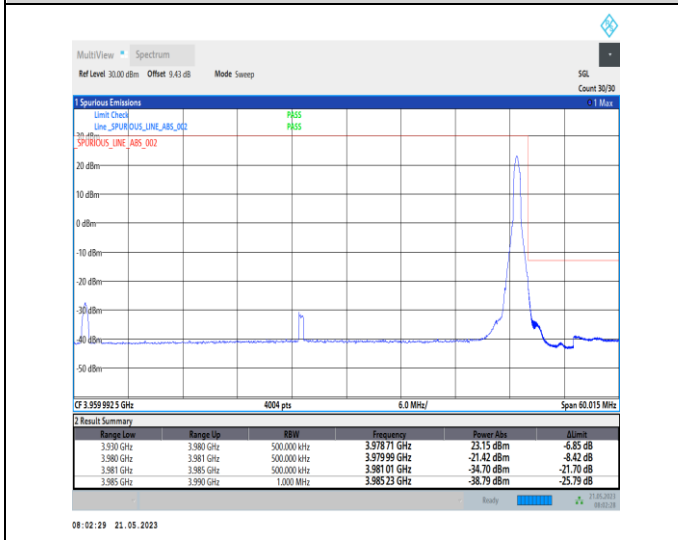 MultiView Spectrum
Ref Level 30.00 dBm Offset 9.43 dB Mode Sweep SGL
Count 30/30
1 Spurious Emissions 1 Max
Limit Check PASS
Line _SPURIOUS_LINE_ABS_002 PASS
30 dBm
_SPURIOUS_LINE_ABS_002
20 dBm
10 dBm
0 dBm
-10 dBm
-20 dBm
-30 dBm
-40 dBm
-50 dBm
CF 3.959 992 5 GHz 4004 pts 6.0 MHz/ Span 60.015 MHz
2 Result Summary
Range Low Range Up RBW Frequency Power Abs ΔLimit
3.930 GHz 3.980 GHz 500.000 kHz 3.978 71 GHz 23.15 dBm -6.85 dB
3.980 GHz 3.980 GHz 500.000 kHz 3.979 99 GHz -21.42 dBm -8.42 dB
3.981 GHz 3.985 GHz 500.000 kHz 3.981 01 GHz -34.70 dBm -21.70 dB
3.985 GHz 3.990 GHz 1.000 MHz 3.985 23 GHz -38.79 dBm -25.79 dB
Ready 21.05.2023
08:02:28
08:02:29 21.05.2023